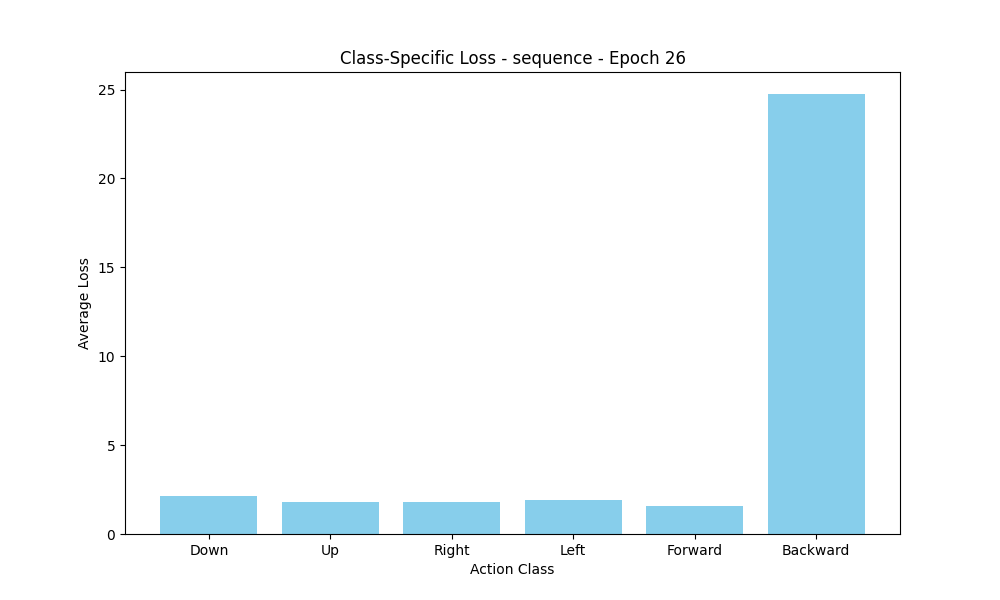 Class-Specific Loss - sequence - Epoch 26
25
20
15
10
5
0
Average Loss
Down Up Right Left Forward Backward
Action Class